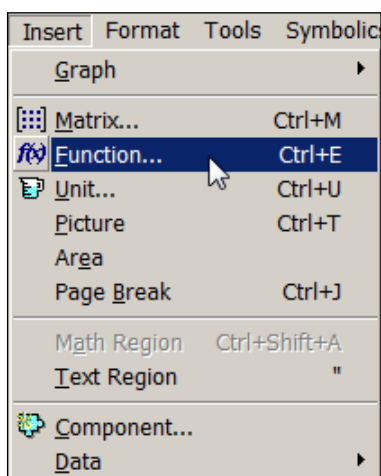 Insert Format Tools Symbolics
Graph
Matrix... Ctrl+M
f(x) Function... Ctrl+E
Unit... Ctrl+U
Picture Ctrl+T
Area
Page Break Ctrl+J
Math Region Ctrl+Shift+A
Text Region "
Component...
Data